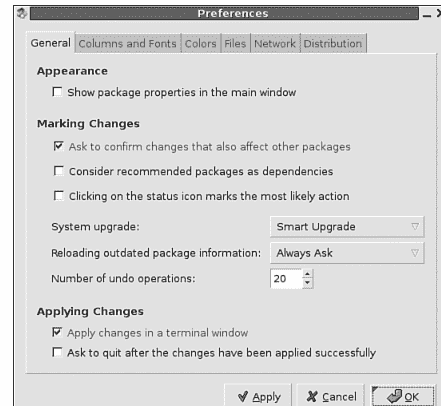 Preferences
General Columns and Fonts Colors Files Network Distribution
Appearance
Show package properties in the main window
Marking Changes
Ask to confirm changes that also affect other packages
Consider recommended packages as dependencies
Clicking on the status icon marks the most likely action
System upgrade: Smart Upgrade
Reloading outdated package information: Always Ask
Number of undo operations: 20
Applying Changes
Apply changes in a terminal window
Ask to quit after the changes have been applied successfully
Apply Cancel OK